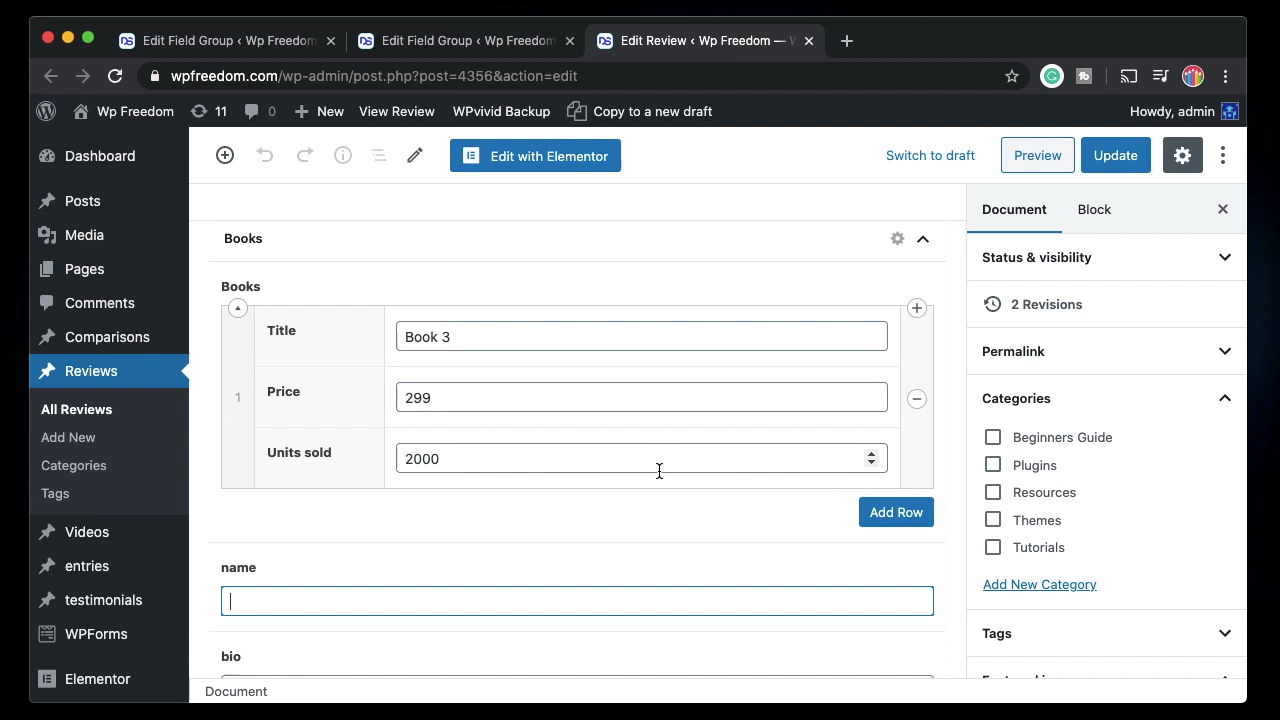 Edit Field Group ‹ Wp Freedom
Edit Field Group ‹ Wp Freedom
Edit Review ‹ Wp Freedom —
wpfreedom.com/wp-admin/post.php?post=4356&action=edit
Wp Freedom
11
0
New
View Review
WPvivid Backup
Copy to a new draft
Howdy, admin
Dashboard
Posts
Media
Pages
Comments
Comparisons
Reviews
All Reviews
Add New
Categories
Tags
Videos
entries
testimonials
WPForms
Elementor
Edit with Elementor
Switch to draft
Preview
Update
Books
Books
1
Title
Book 3
Price
299
Units sold
2000
Add Row
name
bio
Document
Document
Block
Status & visibility
2 Revisions
Permalink
Categories
Beginners Guide
Plugins
Resources
Themes
Tutorials
Add New Category
Tags